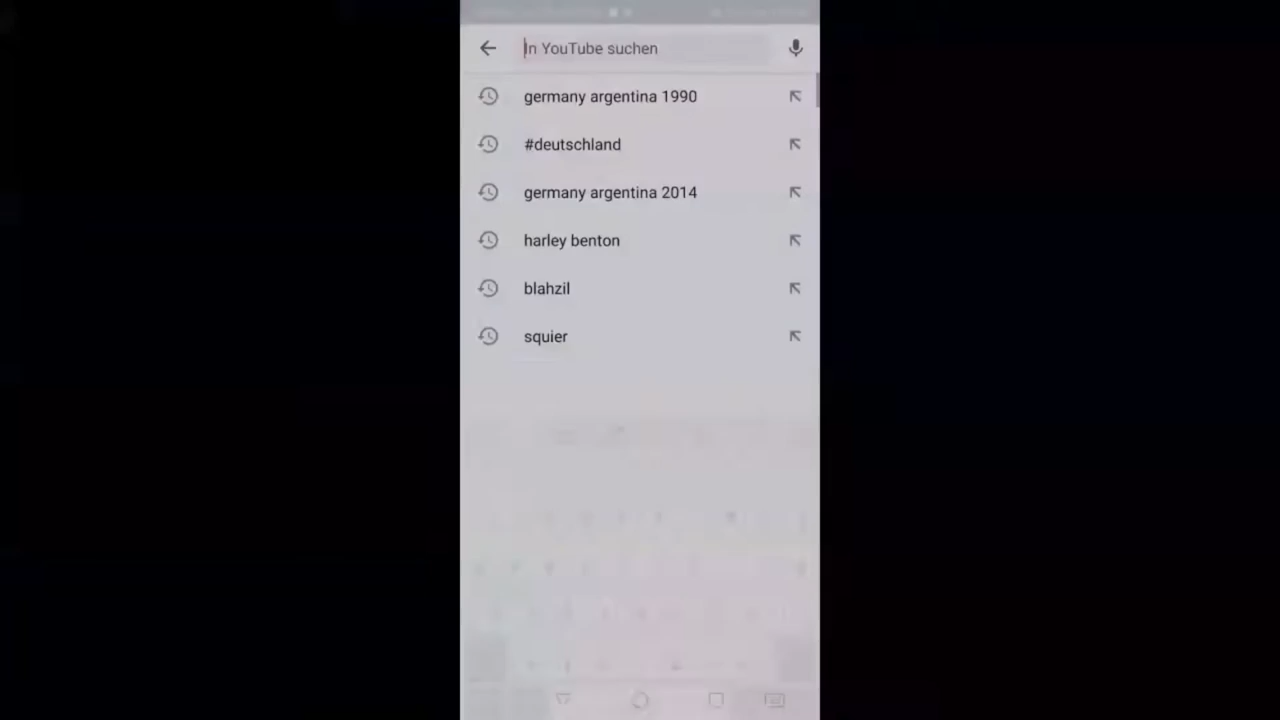 In YouTube suchen
germany argentina 1990
#deutschland
germany argentina 2014
harley benton
blahzil
squier